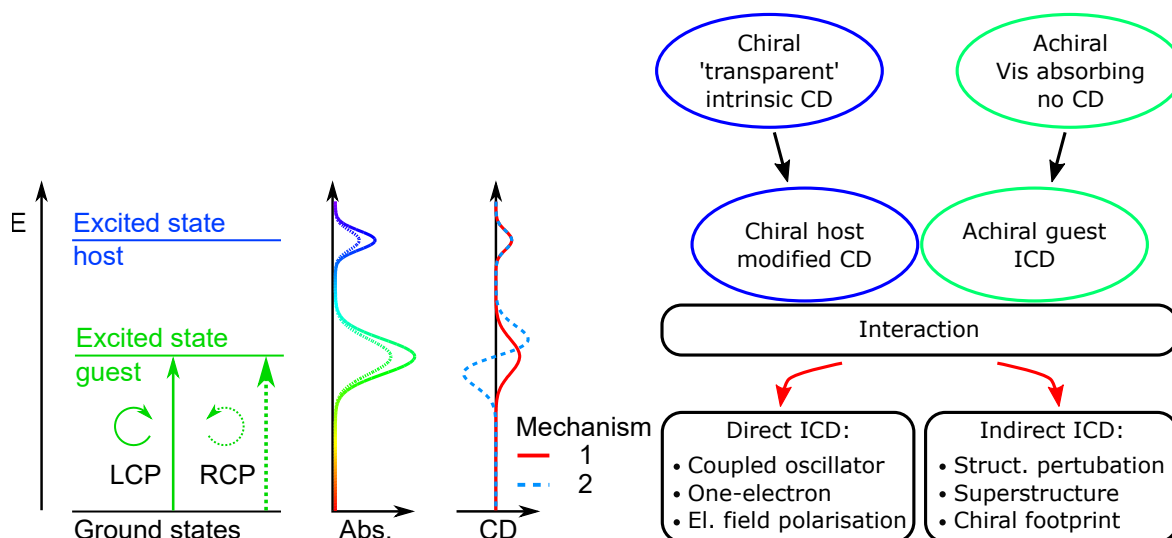 E
Excited state
host
Excited state
guest
LCP
RCP
Ground states
Abs.
CD
Mechanism
1
2
Chiral
'transparent'
intrinsic CD
Achiral
Vis absorbing
no CD
Chiral host
modified CD
Achiral guest
ICD
Interaction
Direct ICD:
• Coupled oscillator
• One-electron
• El. field polarisation
Indirect ICD:
• Struct. pertubation
• Superstructure
• Chiral footprint